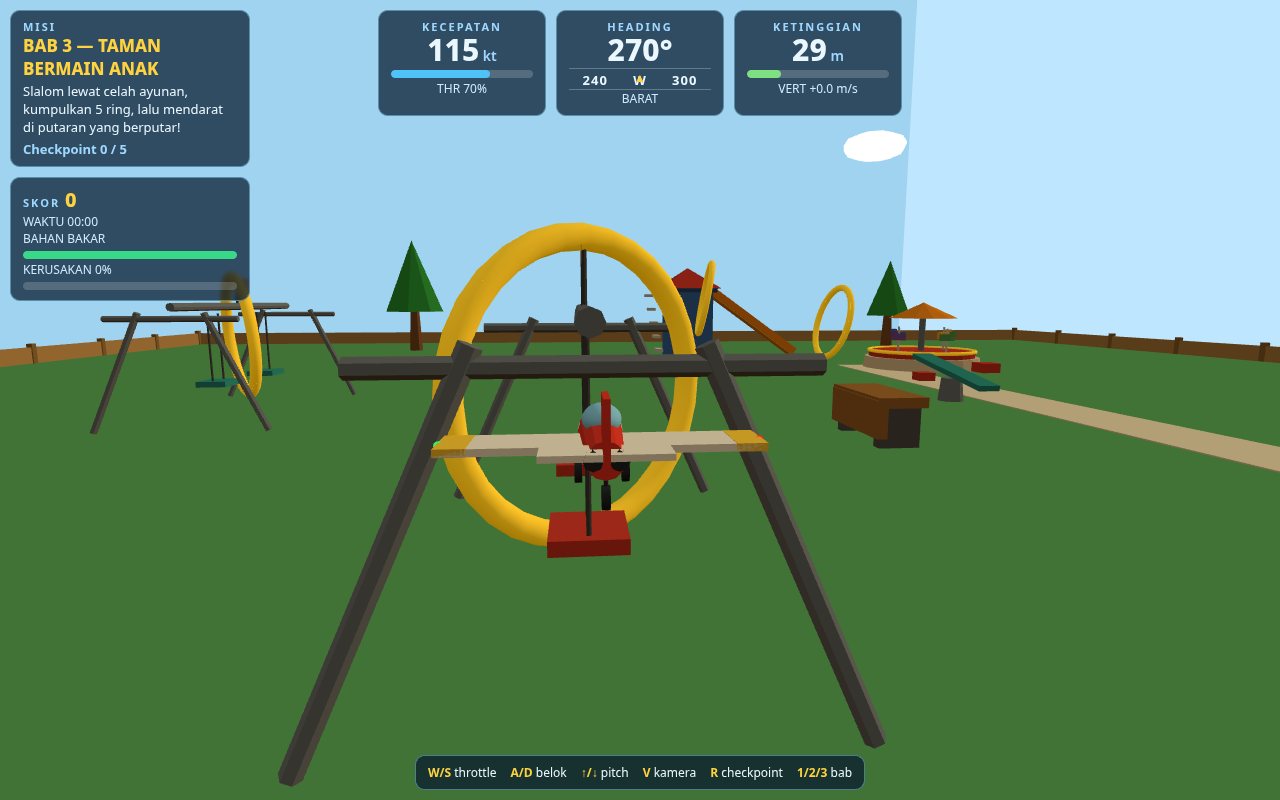 MISI
BAB 3 — TAMAN
BERMAIN ANAK
Slalom lewat celah ayunan,
kumpulkan 5 ring, lalu mendarat
di putaran yang berputar!
Checkpoint 0 / 5
SKOR 0
WAKTU 00:00
BAHAN BAKAR
KERUSAKAN 0%
KECEPATAN
115 kt
THR 70%
HEADING
270°
240 W 300
BARAT
KETINGGIAN
29 m
VERT +0.0 m/s
W/S throttle A/D belok ↑/↓ pitch V kamera R checkpoint 1/2/3 bab